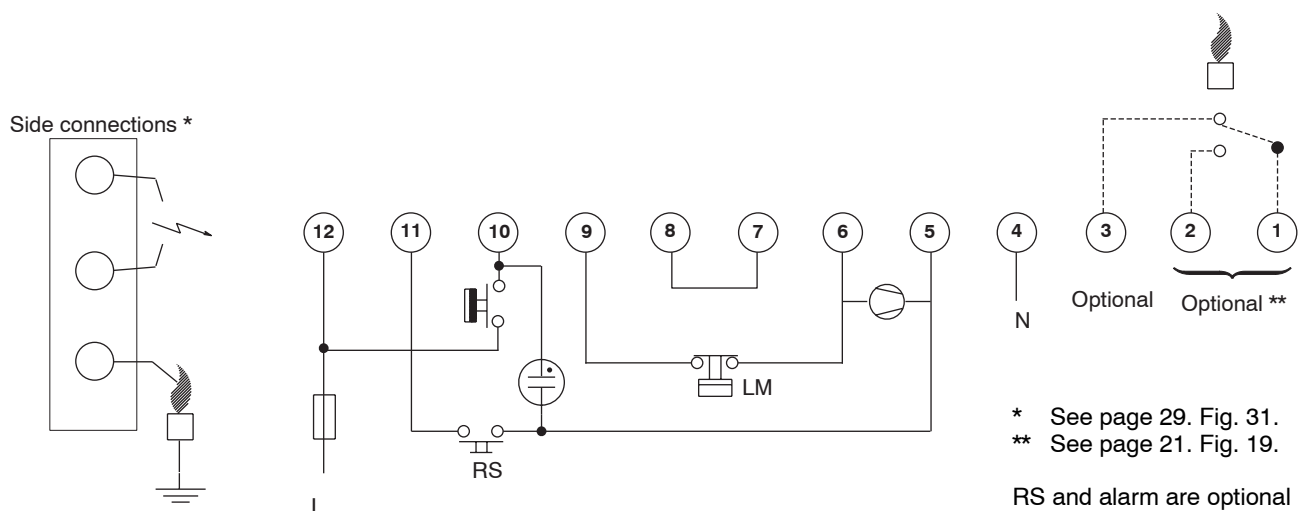 Side connections *
12 11 10 9 8 7 6 5 4 3 2 1
Optional Optional **
N
LM
RS
* See page 29. Fig. 31.
** See page 21. Fig. 19.
RS and alarm are optional